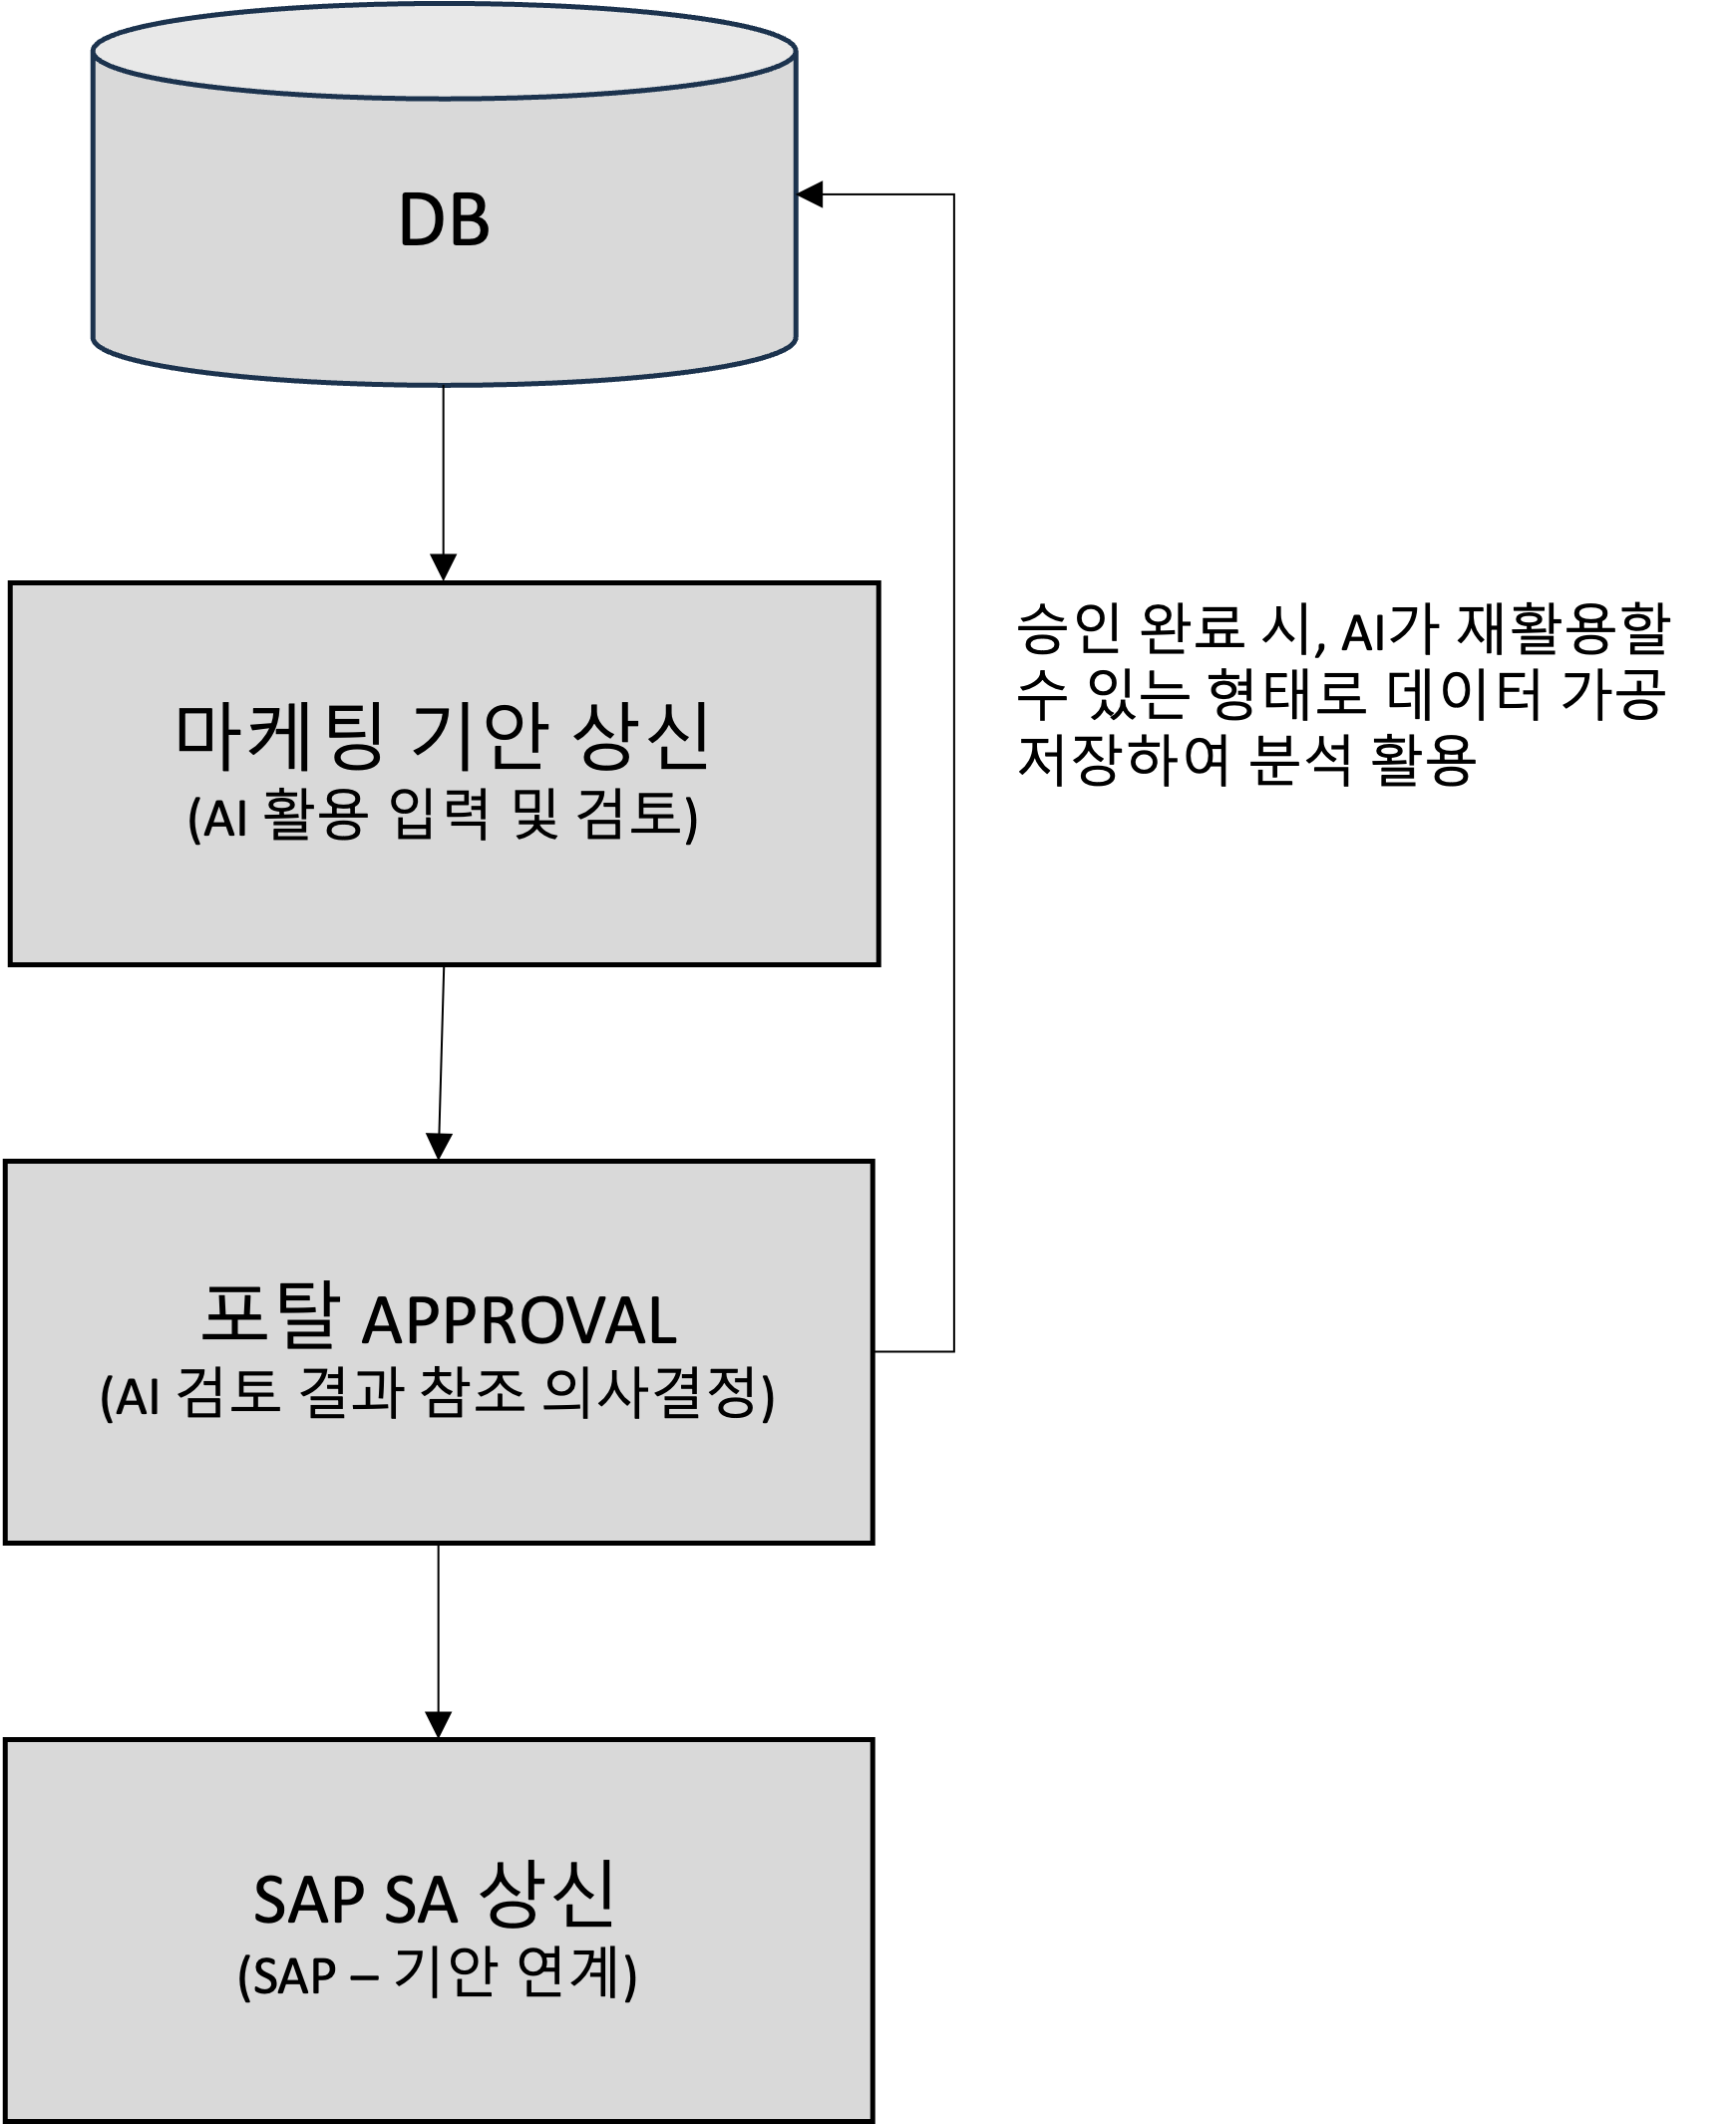 DB
마케팅 기안 상신
(AI 활용 입력 및 검토)
승인 완료 시, AI가 재활용할
수 있는 형태로 데이터 가공
저장하여 분석 활용
포탈 APPROVAL
(AI 검토 결과 참조 의사결정)
SAP SA 상신
(SAP – 기안 연계)